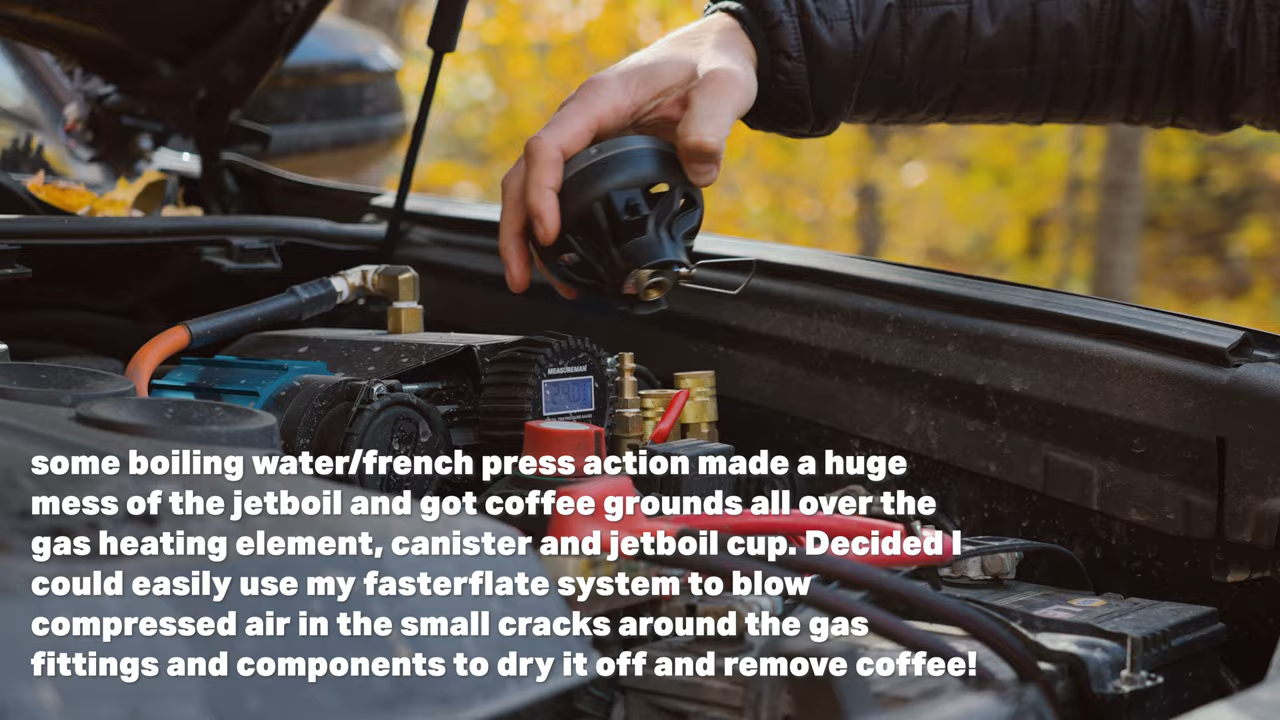 MEASUREMAN
some boiling water/french press action made a huge
mess of the jetboil and got coffee grounds all over the
gas heating element, canister and jetboil cup. Decided I
could easily use my fasterflate system to blow
compressed air in the small cracks around the gas
fittings and components to dry it off and remove coffee!